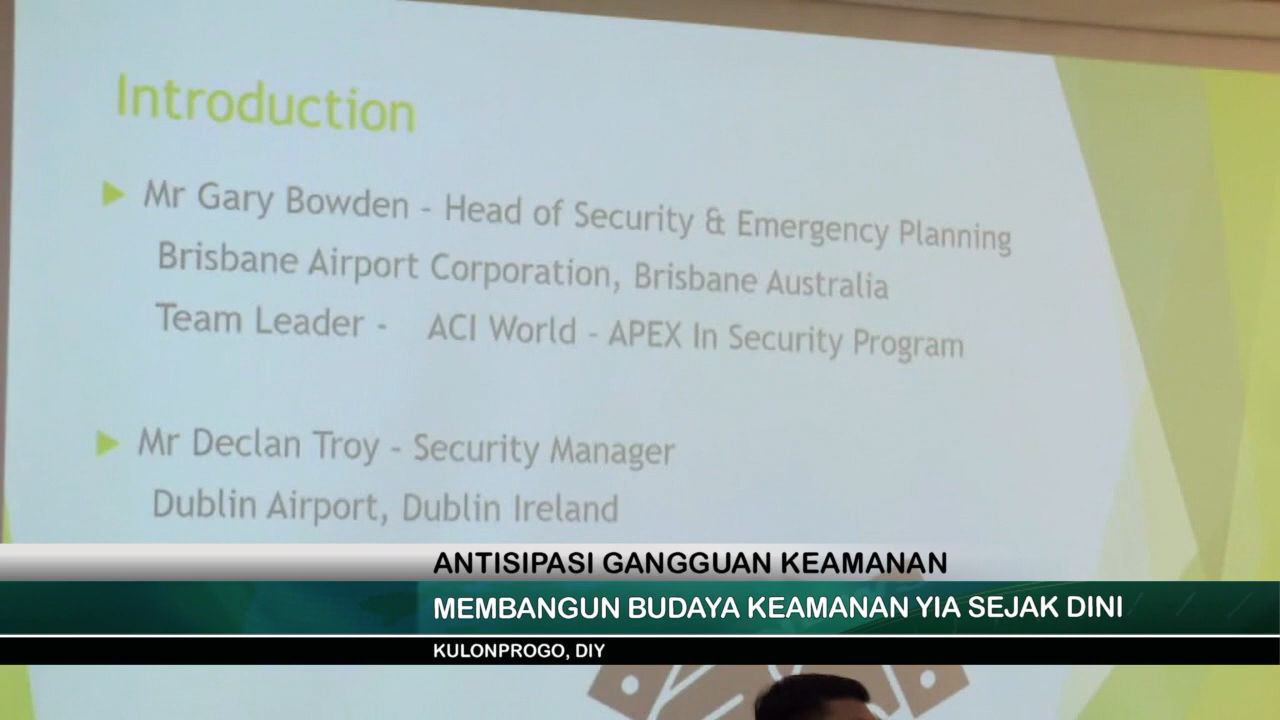 Introduction
Mr Gary Bowden - Head of Security & Emergency Planning
Brisbane Airport Corporation, Brisbane Australia
Team Leader - ACI World - APEX In Security Program
Mr Declan Troy - Security Manager
Dublin Airport, Dublin Ireland
ANTISIPASI GANGGUAN KEAMANAN
MEMBANGUN BUDAYA KEAMANAN YIA SEJAK DINI
KULONPROGO, DIY